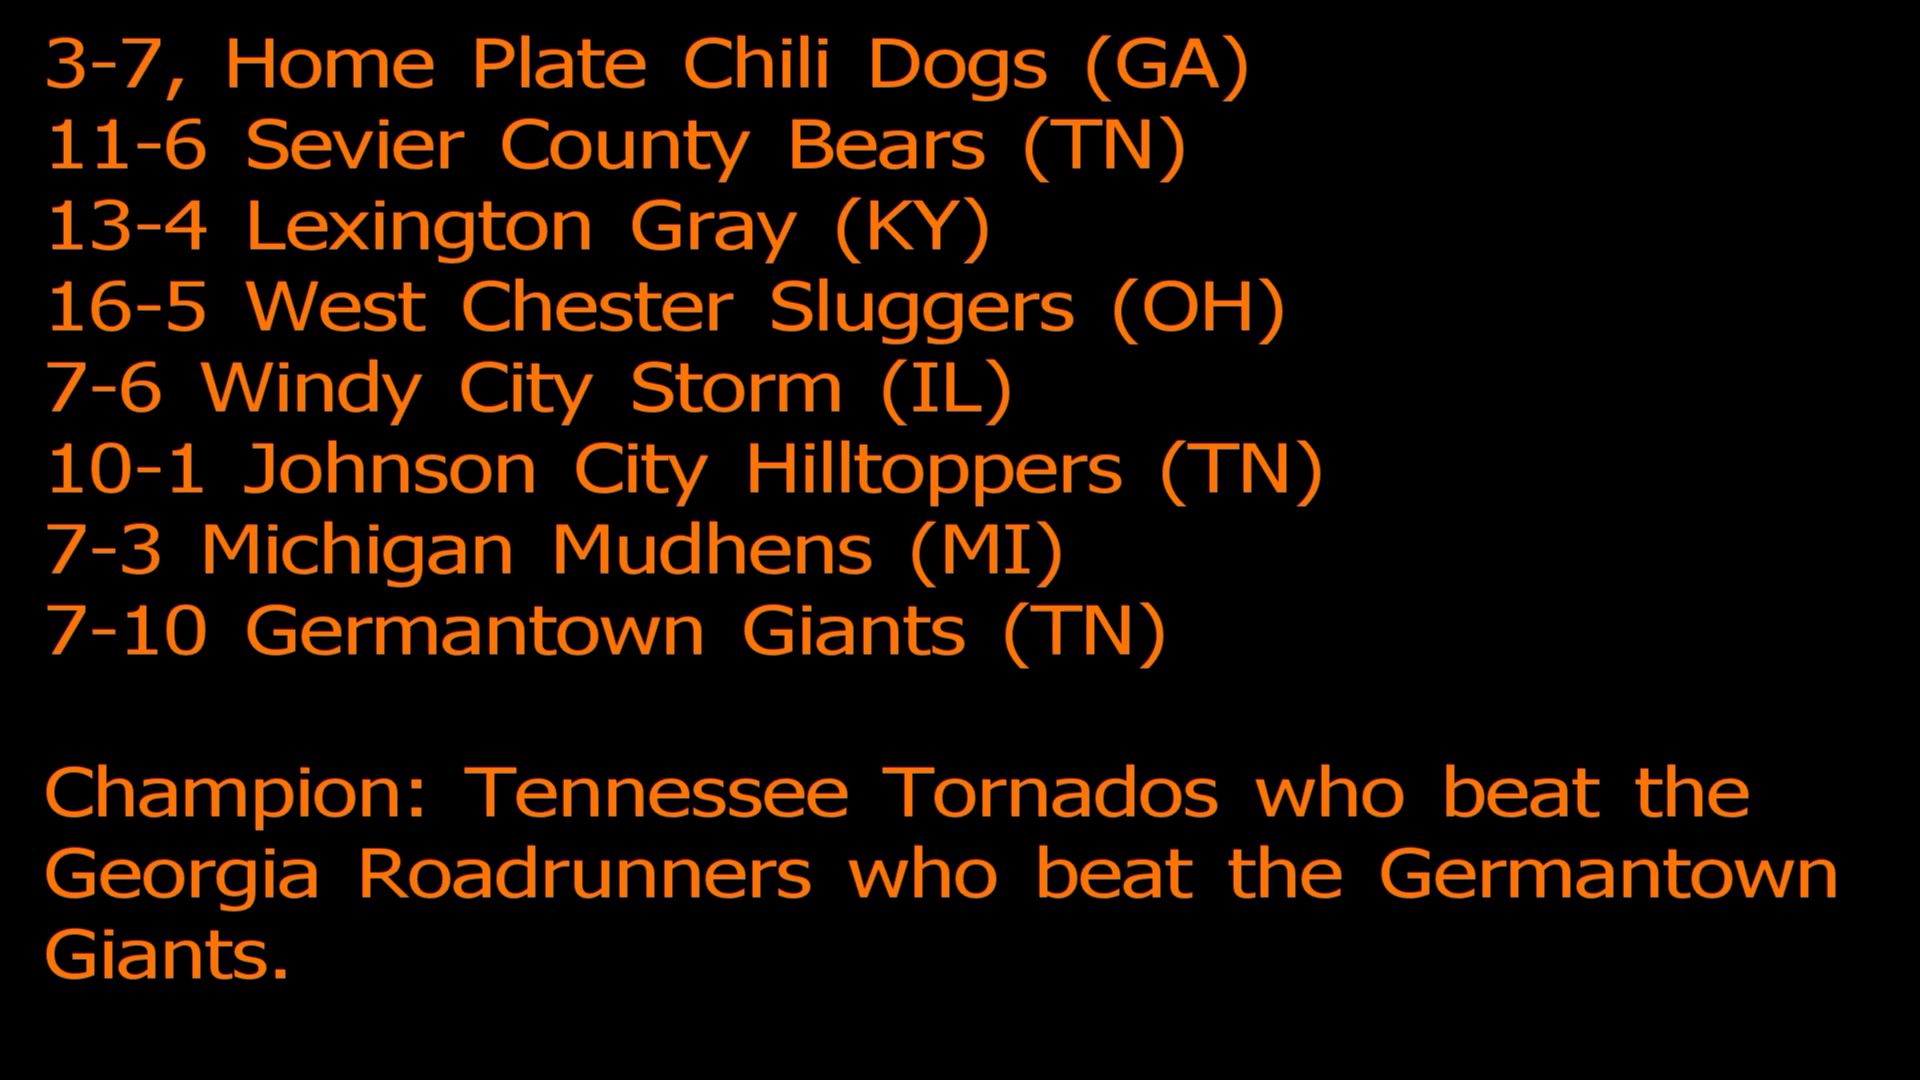 3-7, Home Plate Chili Dogs (GA)
11-6 Sevier County Bears (TN)
13-4 Lexington Gray (KY)
16-5 West Chester Sluggers (OH)
7-6 Windy City Storm (IL)
10-1 Johnson City Hilltoppers (TN)
7-3 Michigan Mudhens (MI)
7-10 Germantown Giants (TN)
Champion: Tennessee Tornados who beat the
Georgia Roadrunners who beat the Germantown
Giants.